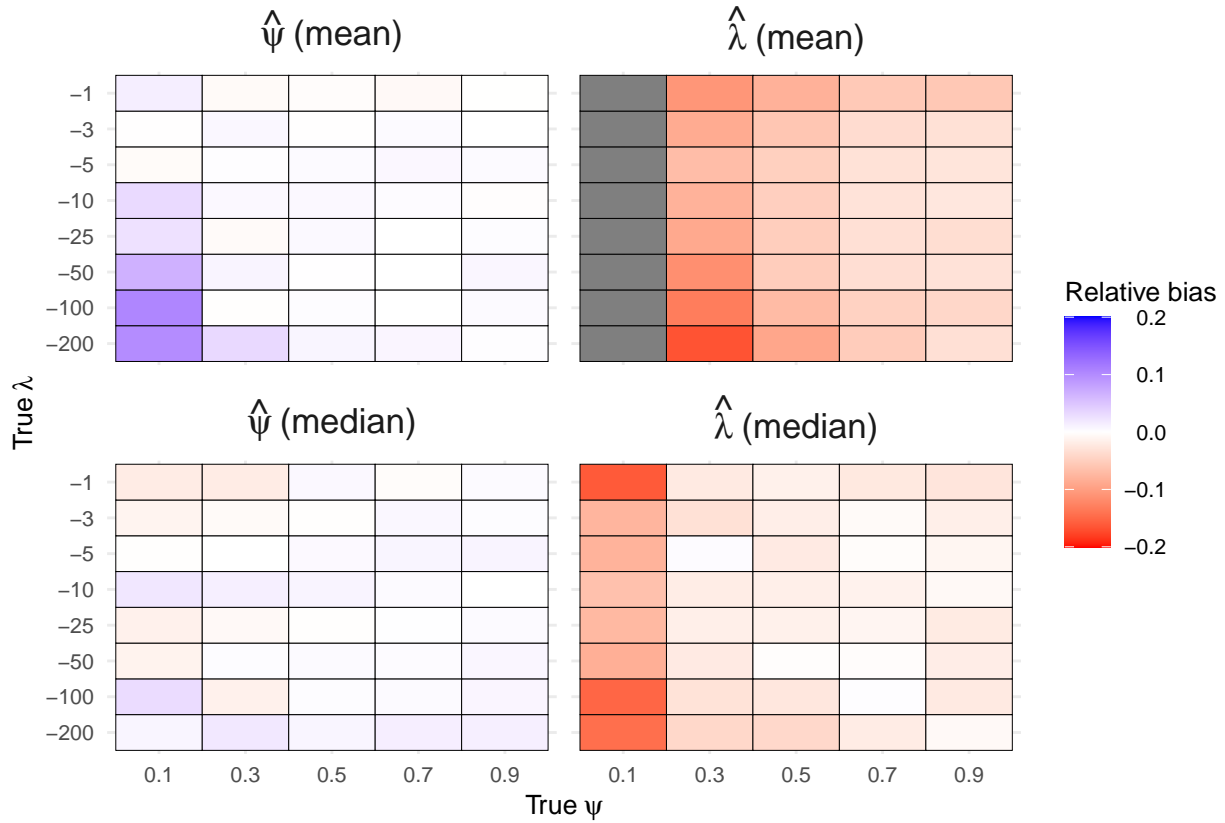 ψ̂ (mean)
λ̂ (mean)
−1
−3
−5
−10
−25
−50
−100
−200
True λ
ψ̂ (median)
λ̂ (median)
−1
−3
−5
−10
−25
−50
−100
−200
0.1 0.3 0.5 0.7 0.9
0.1 0.3 0.5 0.7 0.9
True ψ
Relative bias
0.2
0.1
0.0
−0.1
−0.2